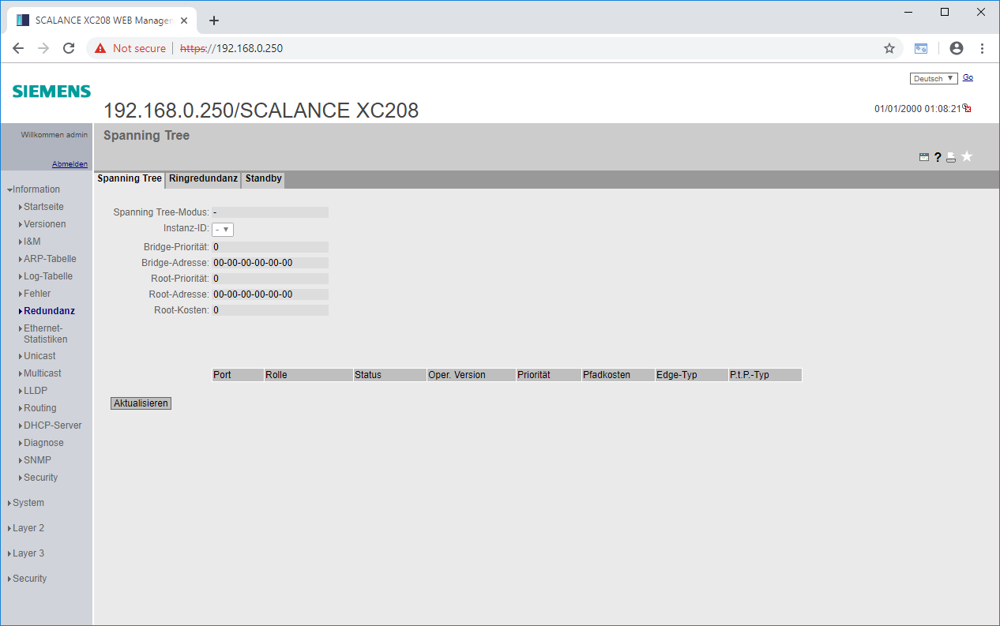 SCALANCE XC208 WEB Manager
Not secure
https://192.168.0.250
SIEMENS
Deutsch
Go
192.168.0.250/SCALANCE XC208
01/01/2000 01:08:21
Willkommen admin
Abmelden
Spanning Tree
?
Spanning Tree
Ringredundanz
Standby
Information
Startseite
Versionen
I&M
ARP-Tabelle
Log-Tabelle
Fehler
Redundanz
Ethernet-
Statistiken
Unicast
Multicast
LLDP
Routing
DHCP-Server
Diagnose
SNMP
Security
System
Layer 2
Layer 3
Security
Spanning Tree-Modus: -
Instanz-ID: -
Bridge-Priorität: 0
Bridge-Adresse: 00-00-00-00-00-00
Root-Priorität: 0
Root-Adresse: 00-00-00-00-00-00
Root-Kosten: 0
Port Rolle Status Oper. Version Priorität Pfadkosten Edge-Typ P.t.P.-Typ
Aktualisieren